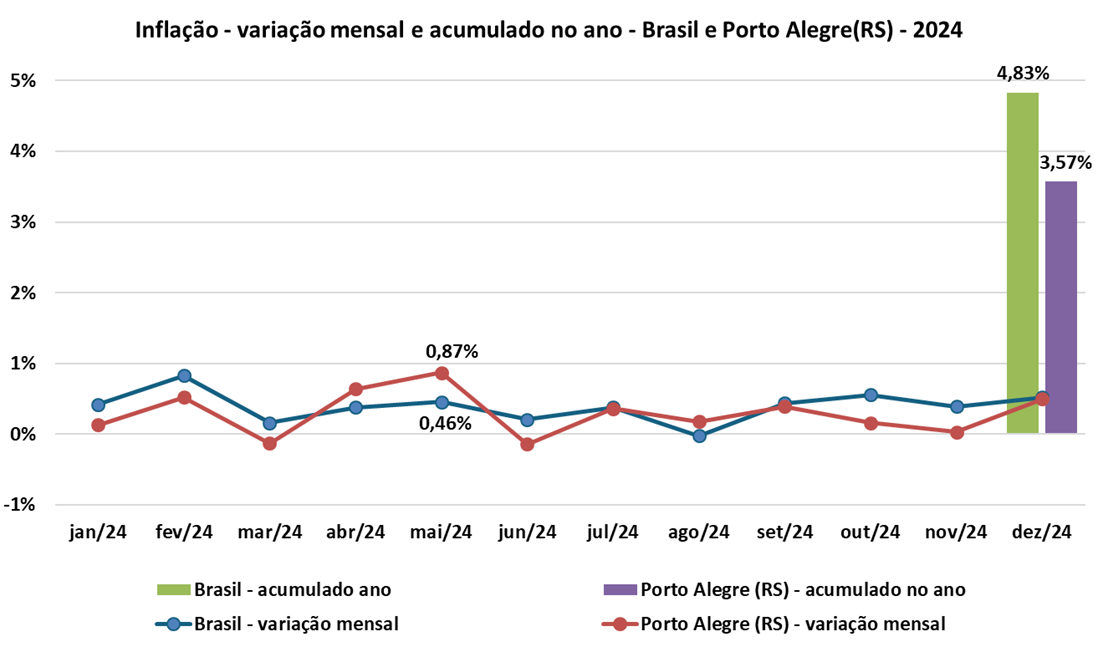 Inflação - variação mensal e acumulado no ano - Brasil e Porto Alegre(RS) - 2024
5%
4%
3%
2%
1%
0%
-1%
4,83%
3,57%
0,87%
0,46%
jan/24 fev/24 mar/24 abr/24 mai/24 jun/24 jul/24 ago/24 set/24 out/24 nov/24 dez/24
Brasil - acumulado ano Porto Alegre (RS) - acumulado no ano
Brasil - variação mensal Porto Alegre (RS) - variação mensal